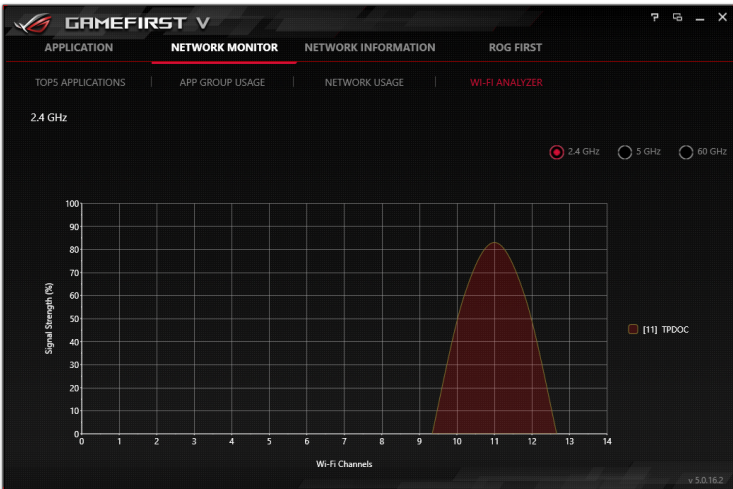 GAMEFIRST V
APPLICATION NETWORK MONITOR NETWORK INFORMATION ROG FIRST
TOP5 APPLICATIONS APP GROUP USAGE NETWORK USAGE WI-FI ANALYZER
2.4 GHz
2.4 GHz 5 GHz 60 GHz
100
90
80
70
60
50
40
30
20
10
0
Signal Strength (%)
[11] TPDOC
0 1 2 3 4 5 6 7 8 9 10 11 12 13 14
Wi-Fi Channels
v 5.0.16.2